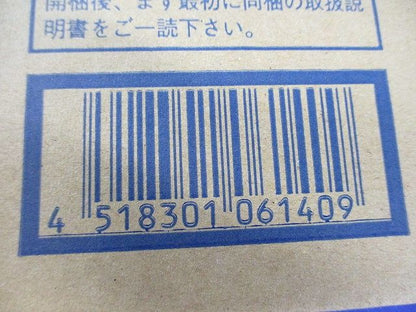 開梱後、まず最初に同梱の取扱説
明書をご一読下さい。
4 518301 061409